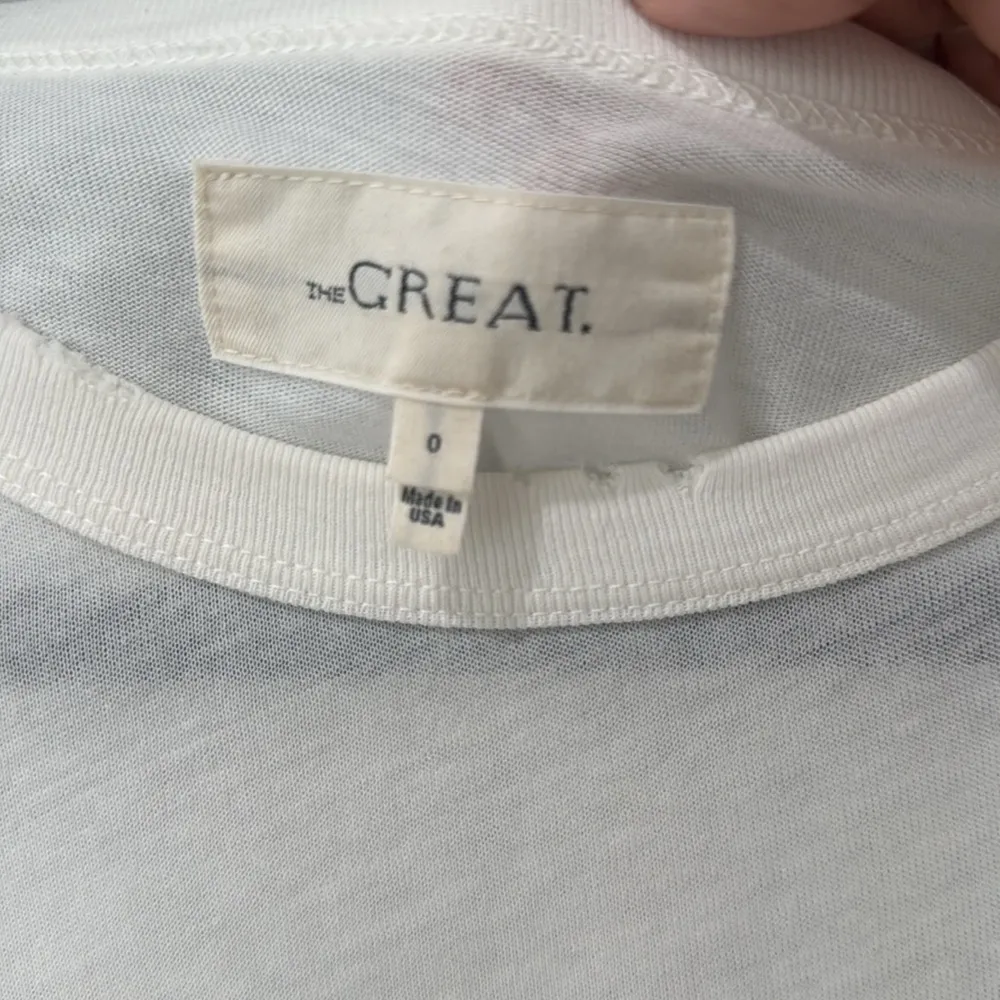 THE GREAT.
0
Made In
USA